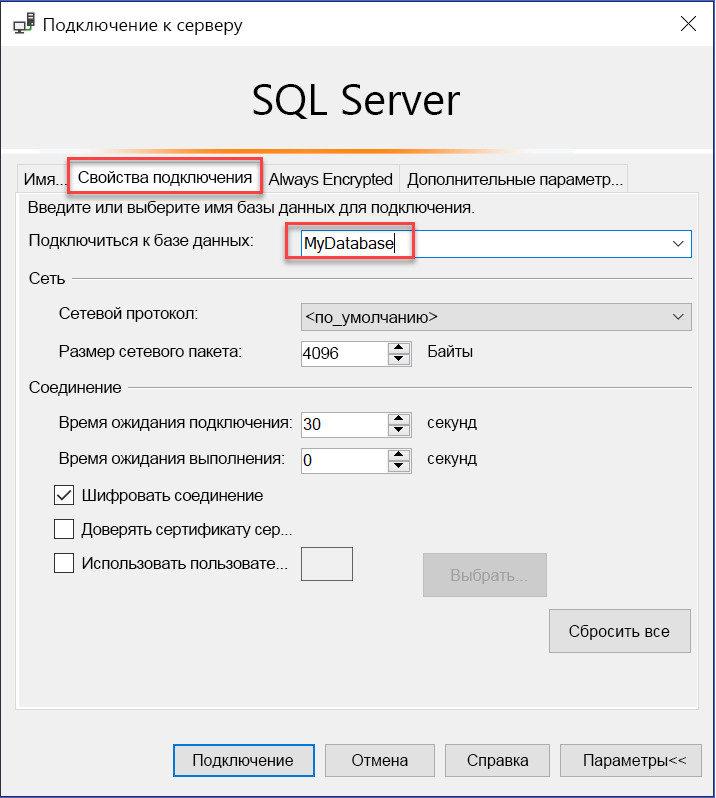 Подключение к серверу
SQL Server
Имя... Свойства подключения Always Encrypted Дополнительные параметр...
Введите или выберите имя базы данных для подключения.
Подключиться к базе данных: MyDatabase
Сеть
Сетевой протокол: <по_умолчанию>
Размер сетевого пакета: 4096 Байты
Соединение
Время ожидания подключения: 30 секунд
Время ожидания выполнения: 0 секунд
Шифровать соединение
Доверять сертификату сер...
Использовать пользовате... Выбрать...
Сбросить все
Подключение Отмена Справка Параметры<<